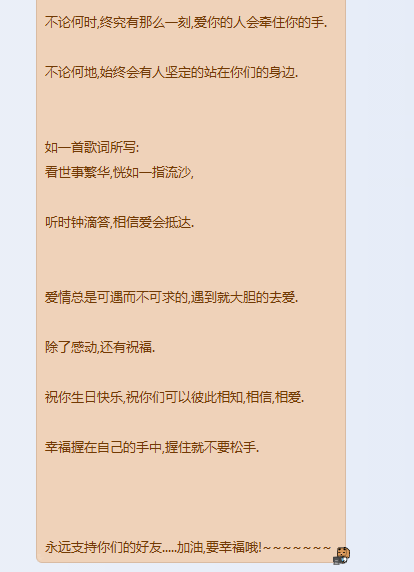 不论何时,终究有那么一刻,爱你的人会牵住你的手.
不论何地,始终会有人坚定的站在你们的身边.
如一首歌词所写:
看世事繁华,恍如一指流沙,
听时钟滴答,相信爱会抵达.
爱情总是可遇而不可求的,遇到就大胆的去爱.
除了感动,还有祝福.
祝你生日快乐,祝你们可以彼此相知,相信,相爱.
幸福握在自己的手中,握住就不要松手.
永远支持你们的好友.....加油,要幸福哦!~~~~~~~